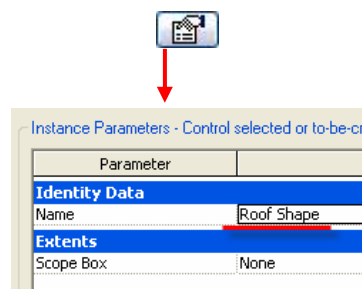 Instance Parameters - Control selected or to-be-cr
Parameter
Identity Data
Name Roof Shape
Extents
Scope Box None